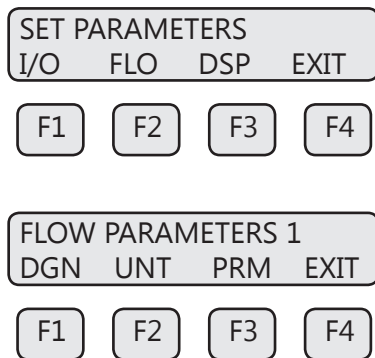 SET PARAMETERS
I/O FLO DSP EXIT
F1 F2 F3 F4
FLOW PARAMETERS 1
DGN UNT PRM EXIT
F1 F2 F3 F4